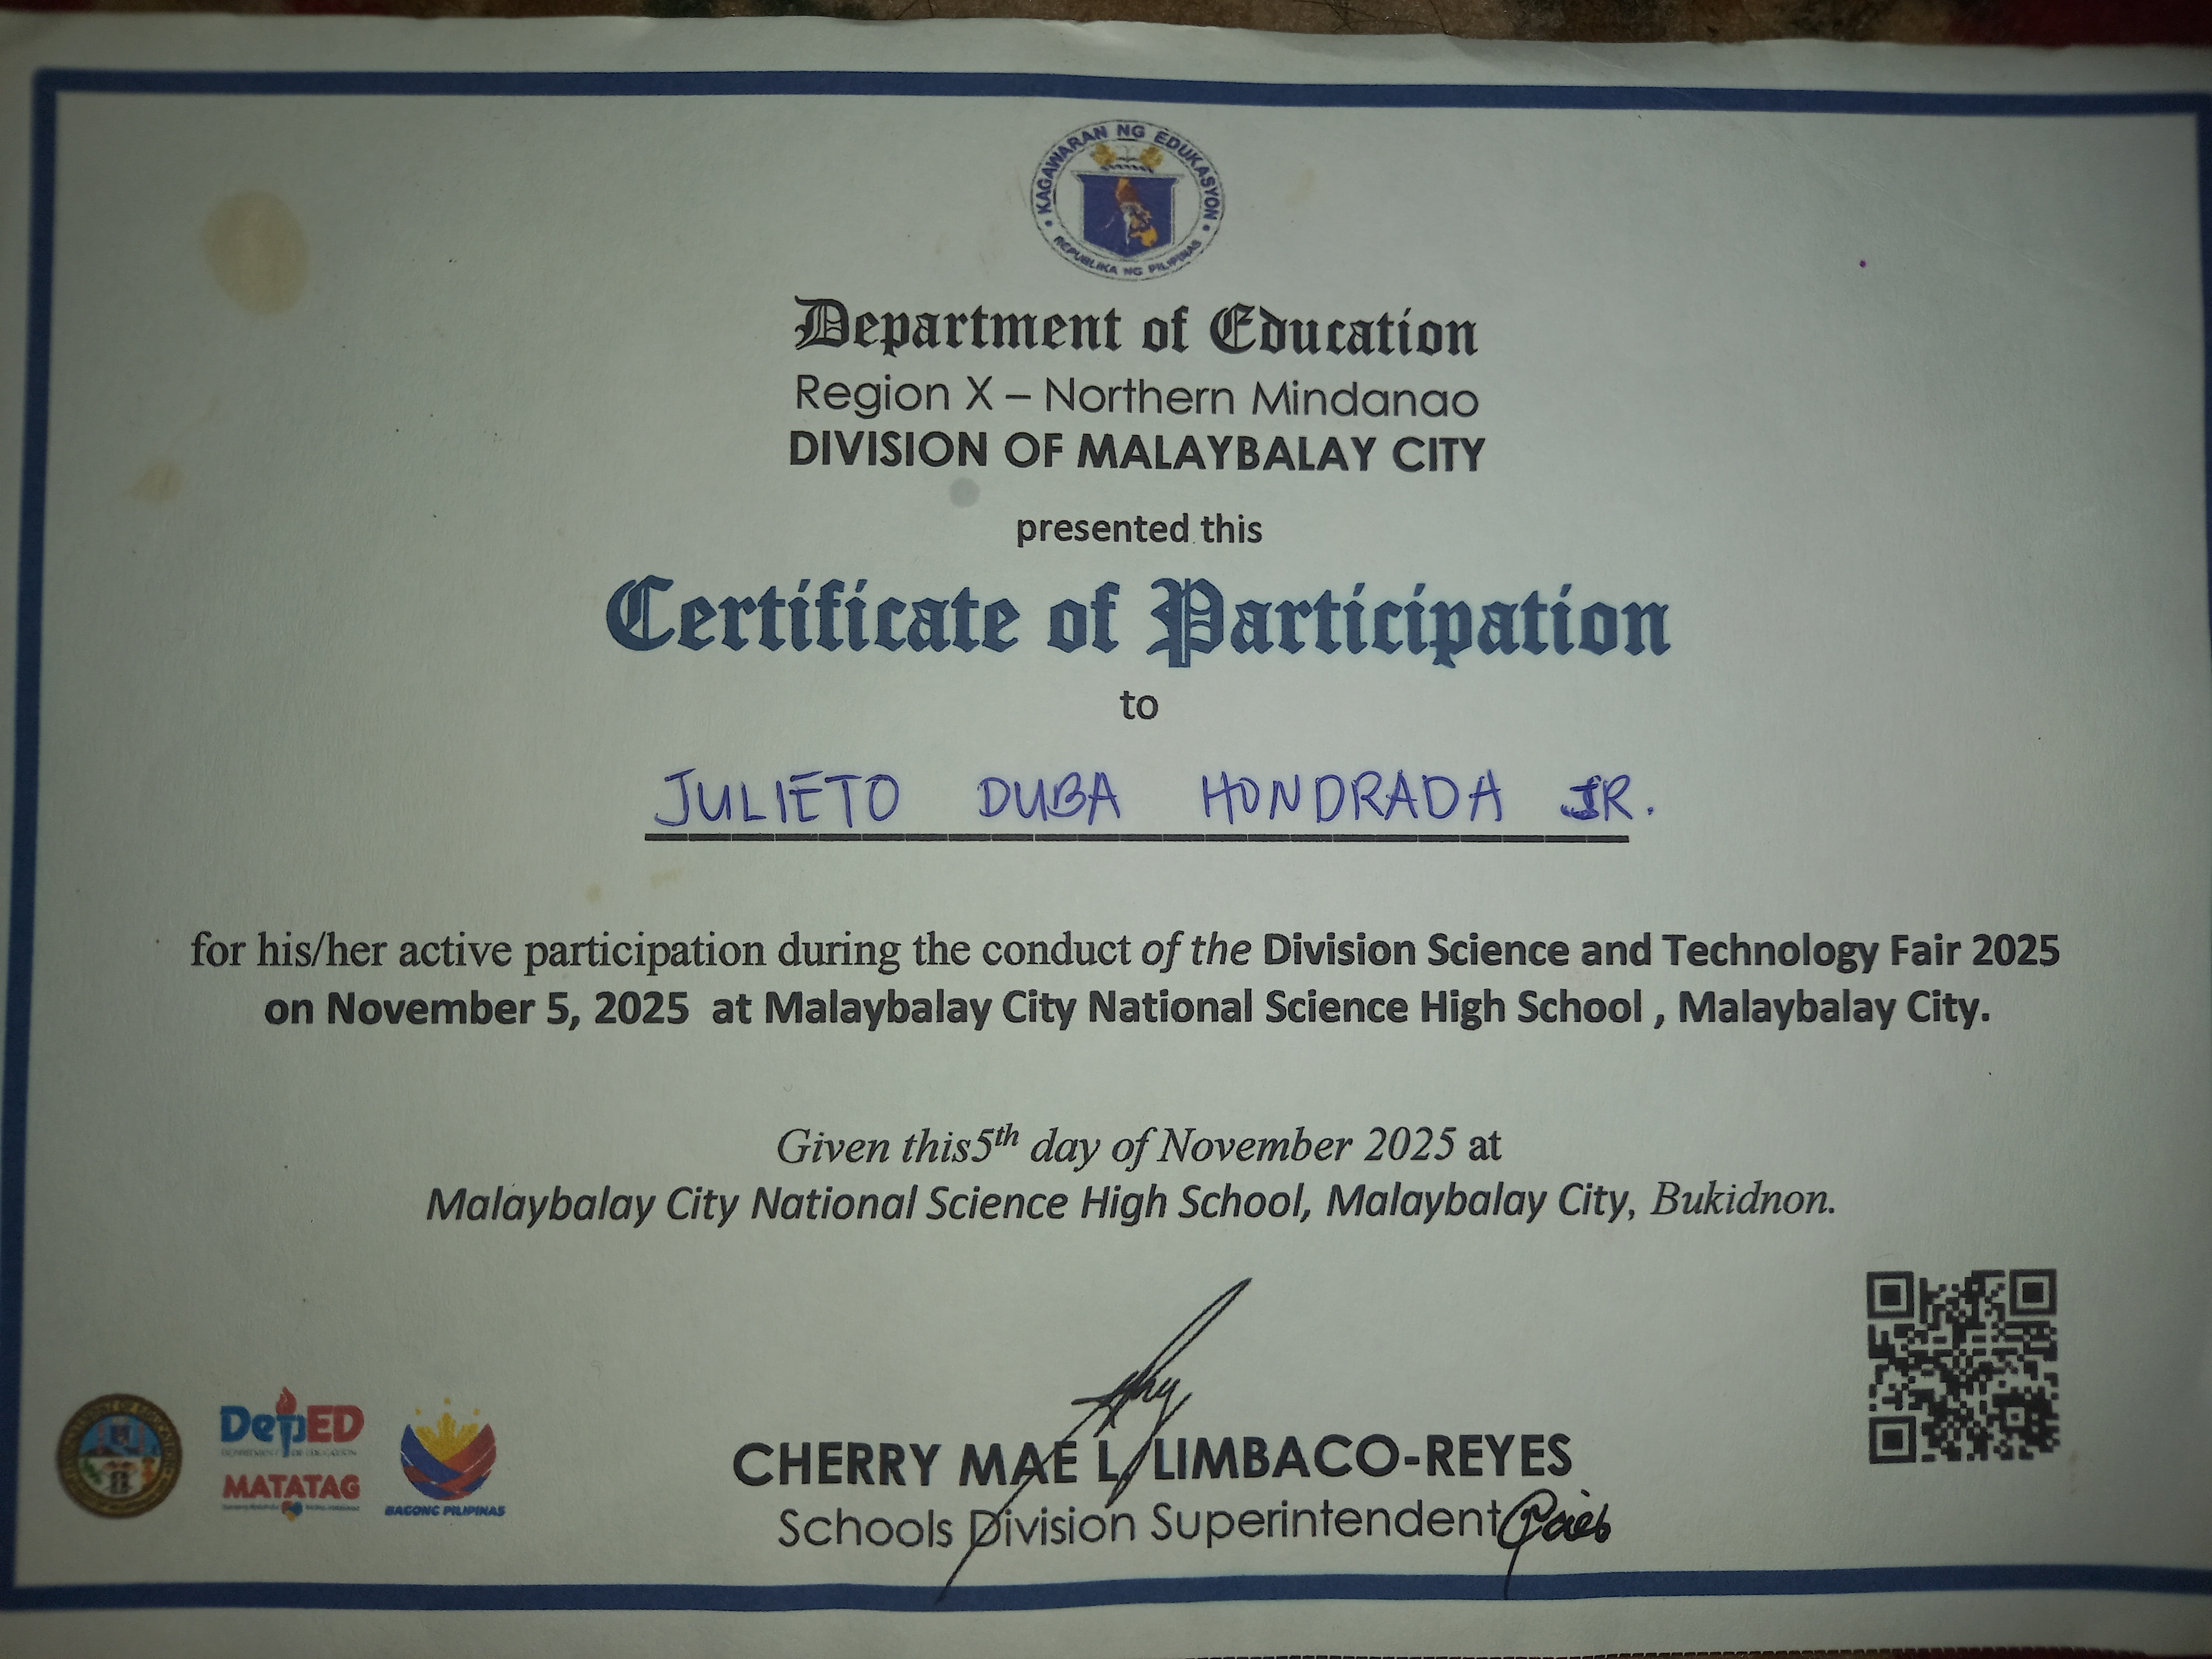 KAGAWARAN NG EDUKASYON
REPUBLIKA NG PILIPINAS
Department of Education
Region X – Northern Mindanao
DIVISION OF MALAYBALAY CITY
presented this
Certificate of Participation
to
JULIETO DUBA HONDRADA JR.
for his/her active participation during the conduct of the Division Science and Technology Fair 2025
on November 5, 2025 at Malaybalay City National Science High School , Malaybalay City.
Given this5th day of November 2025 at
Malaybalay City National Science High School, Malaybalay City, Bukidnon.
CHERRY MAE L. LIMBACO-REYES
Schools Division Superintendent
DepED
DEPARTMENT OF EDUCATION
MATATAG
BAGONG PILIPINAS